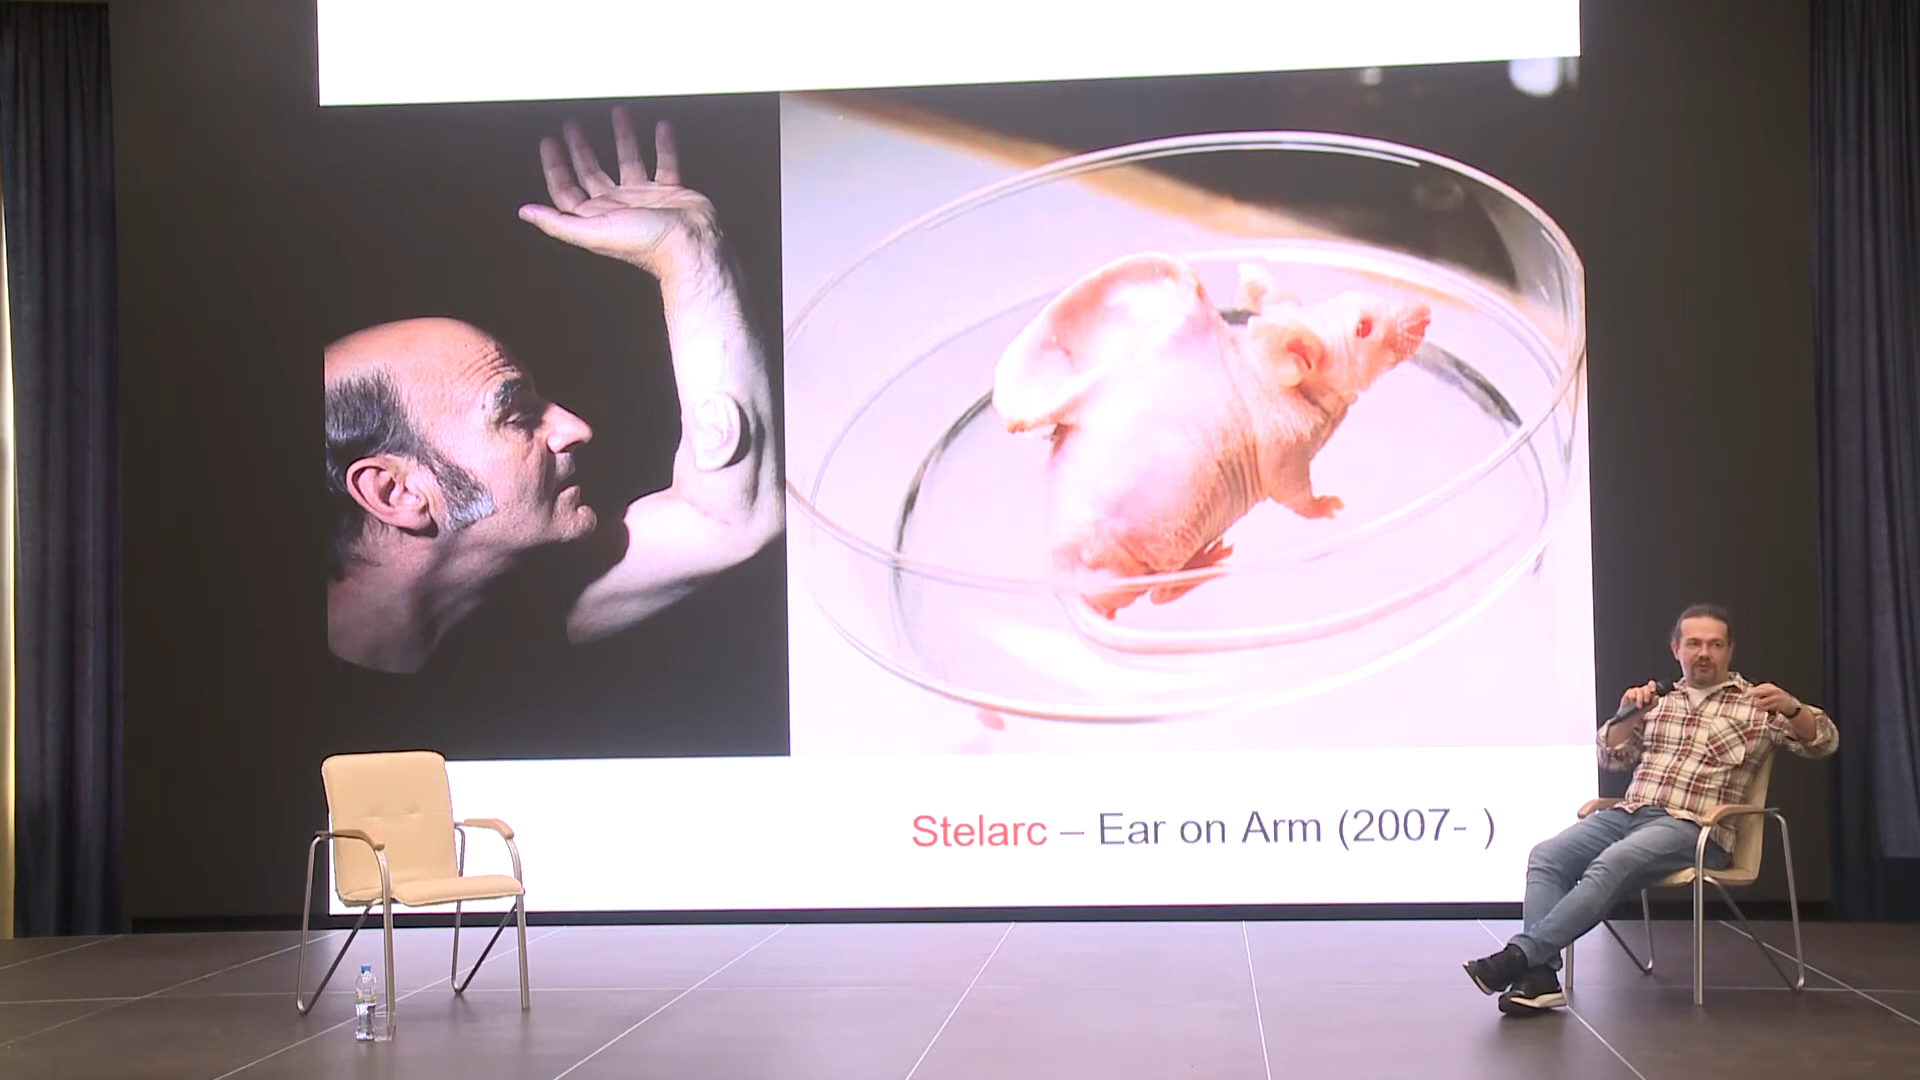 Stelarc – Ear on Arm (2007- )